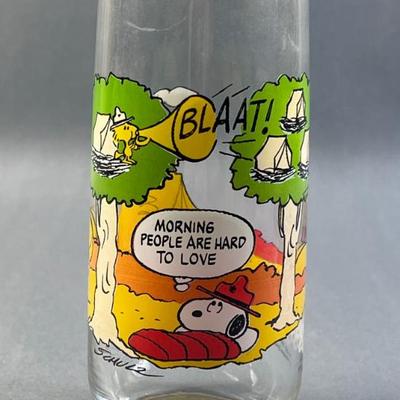 BLAAT!
MORNING
PEOPLE ARE HARD
TO LOVE
SCHULZ